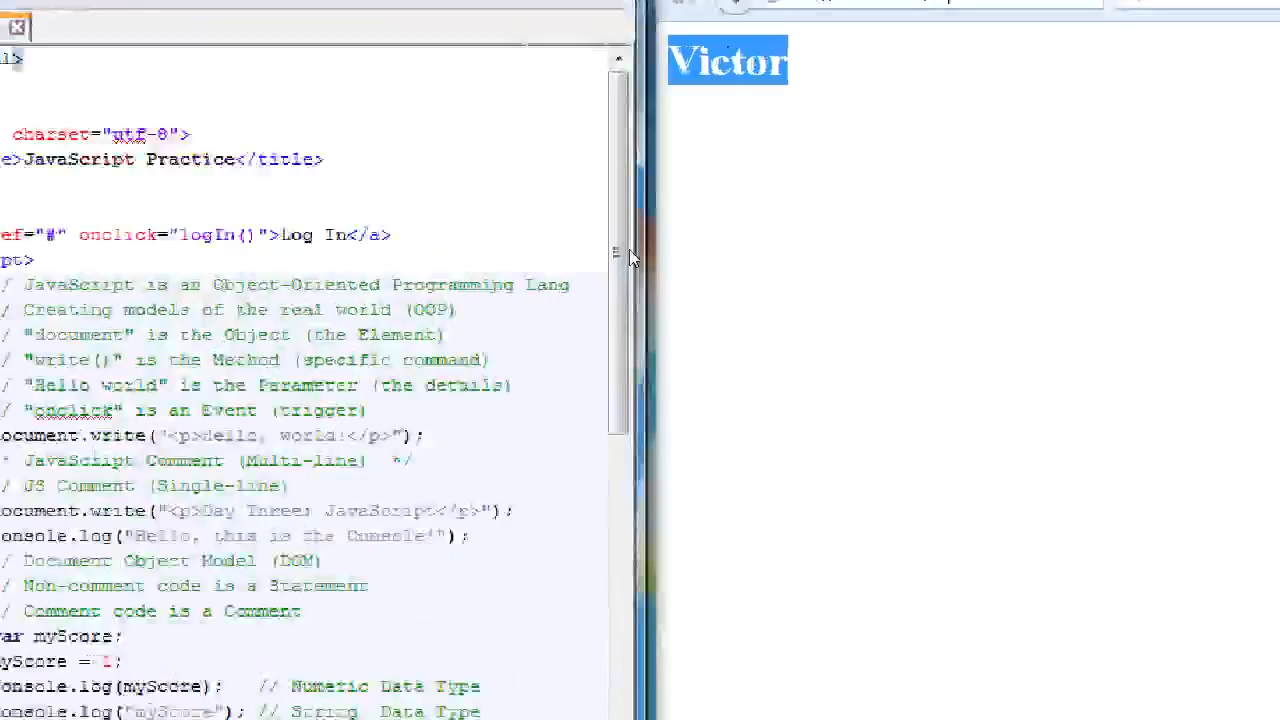 l>
charset="utf-8">
e>JavaScript Practice</title>
ef="#" onclick="logIn()">Log In</a>
pt>
/ JavaScript is an Object-Oriented Programming Lang
/ Creating models of the real world (OOP)
/ "document" is the Object (the Element)
/ "write()" is the Method (specific command)
/ "Hello world" is the Parameter (the details)
/ "onclick" is an Event (trigger)
ocument.write("<p>Hello, world!</p>");
* JavaScript Comment (Multi-line) */
/ JS Comment (Single-line)
ocument.write("<p>Day Three: JavaScript</p>");
onsole.log("Hello, this is the Console!");
/ Document Object Model (DOM)
/ Non-comment code is a Statement
/ Comment code is a Comment
var myScore;
myScore = 1;
onsole.log(myScore); // Numeric Data Type
onsole.log("myScore"); // String Data Type
Victor